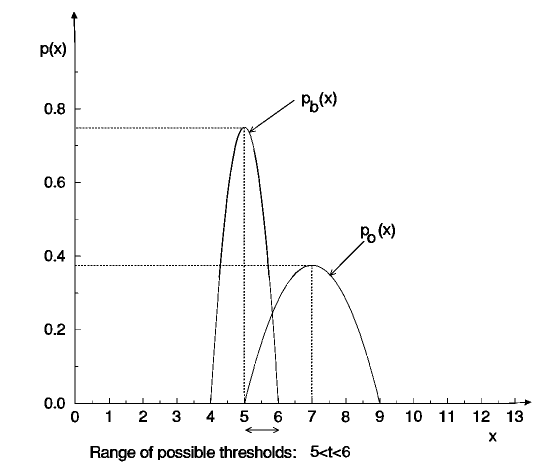 p(x)
p_b(x)
0.8
0.6
p_o(x)
0.4
0.2
0.0
0 1 2 3 4 5 6 7 8 9 10 11 12 13
x
Range of possible thresholds: 5<t<6